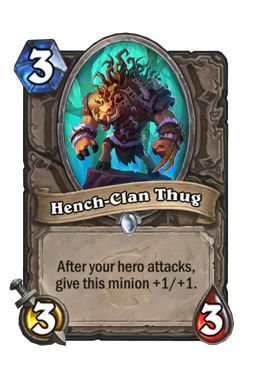 3
Hench-Clan Thug
After your hero attacks,
give this minion +1/+1.
3 3